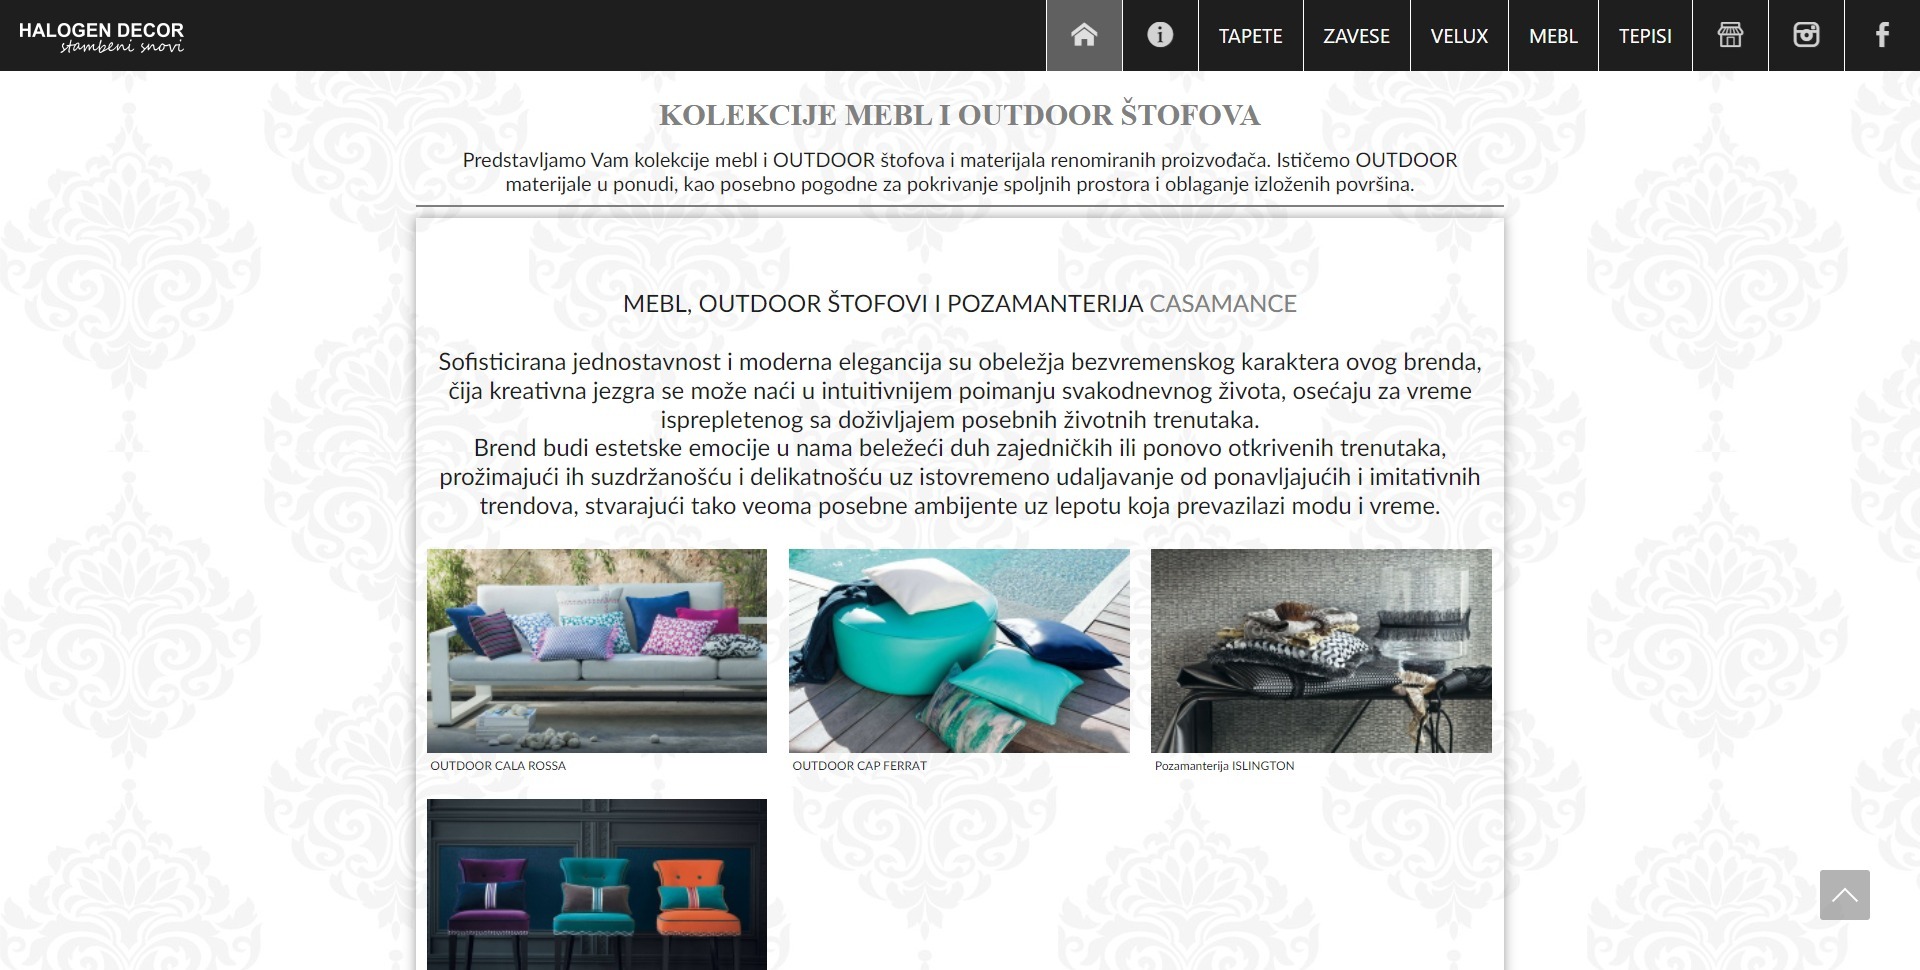 HALOGEN DECOR
stambeni snovi
TAPETE
ZAVESE
VELUX
MEBL
TEPISI
KOLEKCIJE MEBL I OUTDOOR ŠTOFOVA
Predstavljamo Vam kolekcije mebl i OUTDOOR štofova i materijala renomiranih proizvođača. Ističemo OUTDOOR
materijale u ponudi, kao posebno pogodne za pokrivanje spoljnih prostora i oblaganje izloženih površina.
MEBL, OUTDOOR ŠTOFOVI I POZAMANTERIJA CASAMANCE
Sofisticirana jednostavnost i moderna elegancija su obeležja bezvremenskog karaktera ovog brenda,
čija kreativna jezgra se može naći u intuitivnijem poimanju svakodnevnog života, osećaju za vreme
isprepletenog sa doživljajem posebnih životnih trenutaka.
Brend budi estetske emocije u nama beležeći duh zajedničkih ili ponovo otkrivenih trenutaka,
prožimajući ih suzdržanošću i delikatnošću uz istovremeno udaljavanje od ponavljajućih i imitativnih
trendova, stvarajući tako veoma posebne ambijente uz lepotu koja prevazilazi modu i vreme.
OUTDOOR CALA ROSSA
OUTDOOR CAP FERRAT
Pozamanterija ISLINGTON